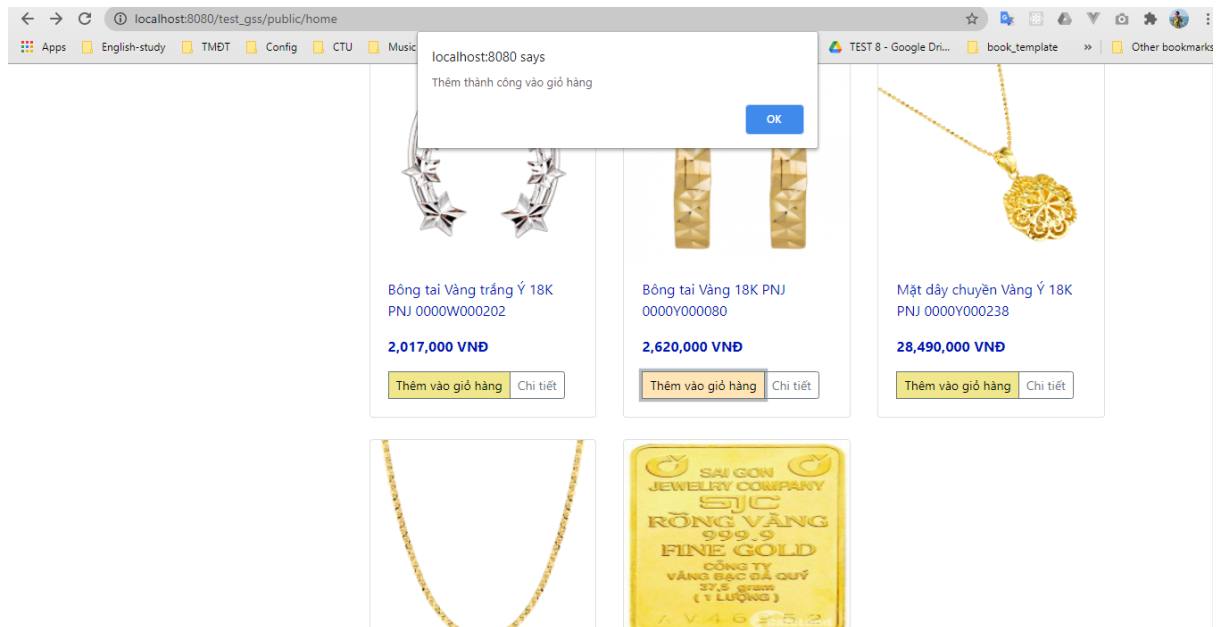 localhost:8080/test_gss/public/home
Apps English-study TMĐT Config CTU Music TEST 8 - Google Dri... book_template » Other bookmarks
localhost:8080 says
Thêm thành công vào giỏ hàng
OK
Bông tai Vàng trắng Ý 18K
PNJ 0000W000202
2,017,000 VNĐ
Thêm vào giỏ hàng Chi tiết
Bông tai Vàng 18K PNJ
0000Y000080
2,620,000 VNĐ
Thêm vào giỏ hàng Chi tiết
Mặt dây chuyền Vàng Ý 18K
PNJ 0000Y000238
28,490,000 VNĐ
Thêm vào giỏ hàng Chi tiết
SAI GON
JEWELRY COMPANY
SJC
RỒNG VÀNG
999.9
FINE GOLD
CÔNG TY
VÀNG BẠC ĐÁ QUÝ
37,5 gram
( 1 LƯỢNG )